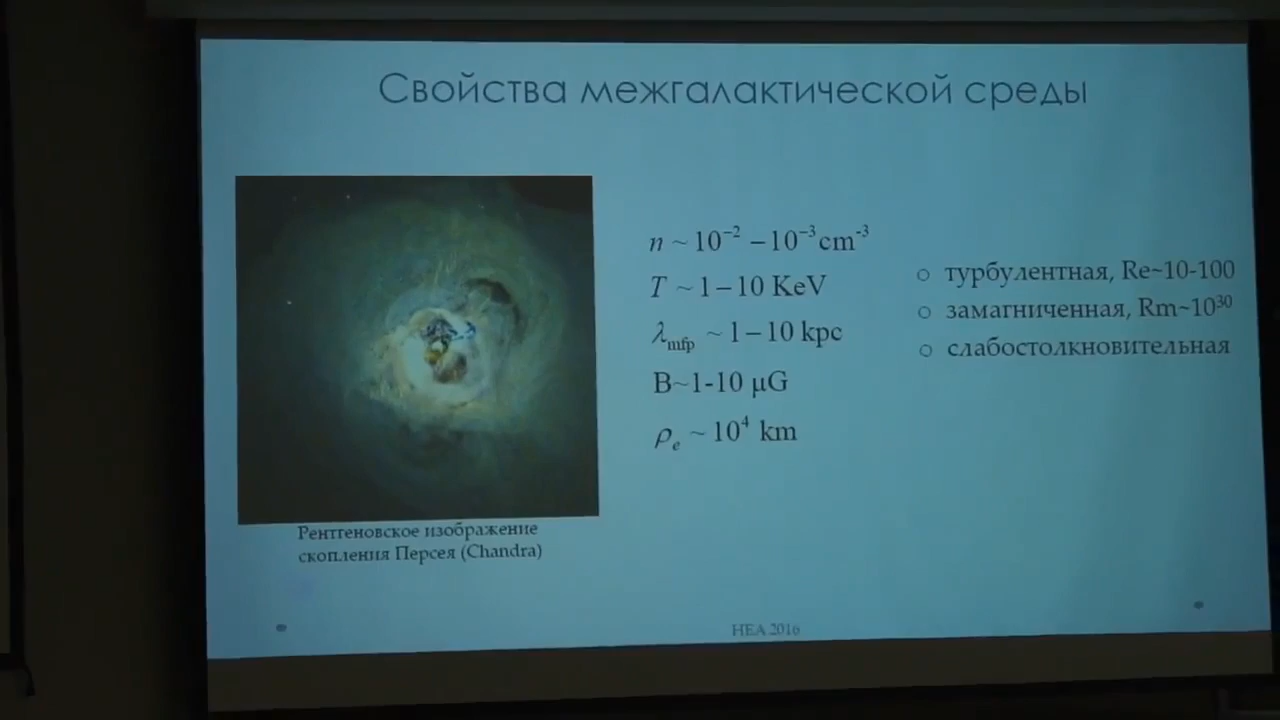 Свойства межгалактической среды
n ~ 10⁻² – 10⁻³ cm⁻³
T ~ 1 – 10 KeV
λmfp ~ 1 – 10 kpc
B~1-10 μG
ρe ~ 10⁴ km
турбулентная, Re~10-100
замагниченная, Rm~10³⁰
слабостолкновительная
Рентгеновское изображение
скопления Персея (Chandra)
HEA 2016